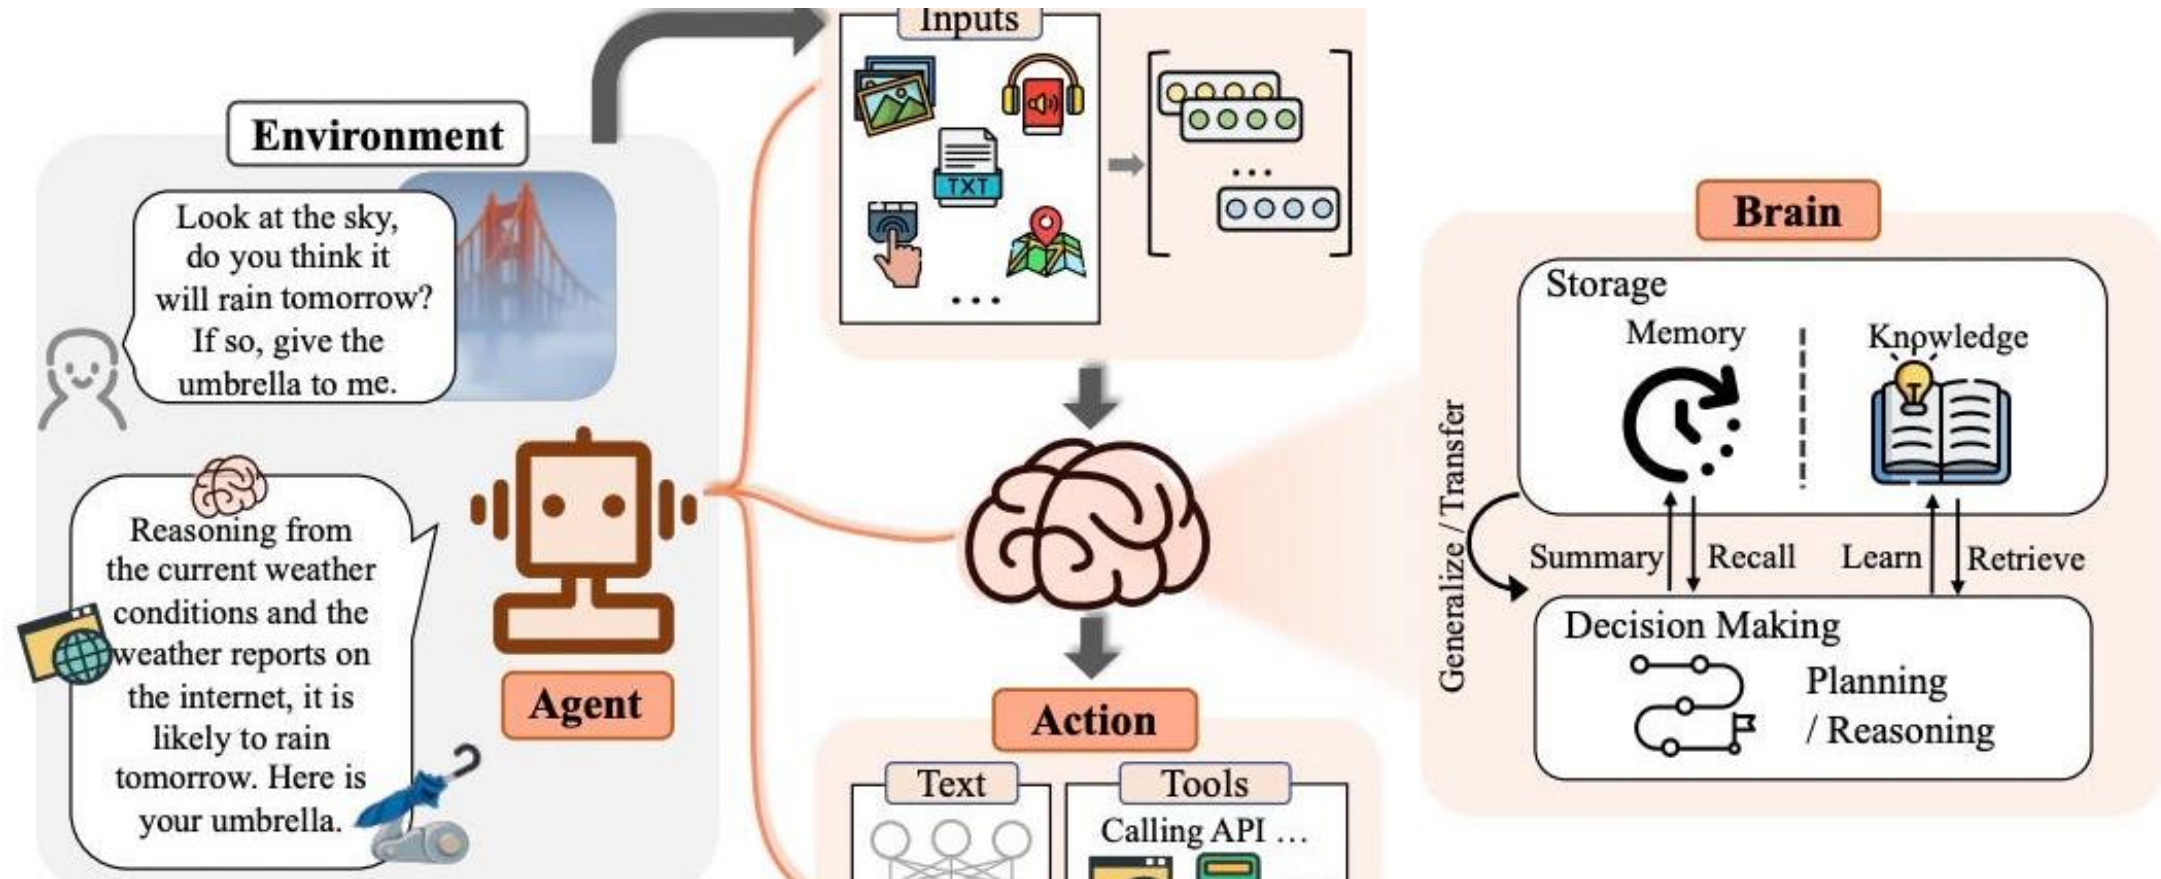 Inputs
TXT
Environment
Look at the sky,
do you think it
will rain tomorrow?
If so, give the
umbrella to me.
Reasoning from
the current weather
conditions and the
weather reports on
the internet, it is
likely to rain
tomorrow. Here is
your umbrella.
Agent
Action
Text
Tools
Calling API ...
Brain
Storage
Memory
Knowledge
Generalize / Transfer
Summary
Recall
Learn
Retrieve
Decision Making
Planning
/ Reasoning